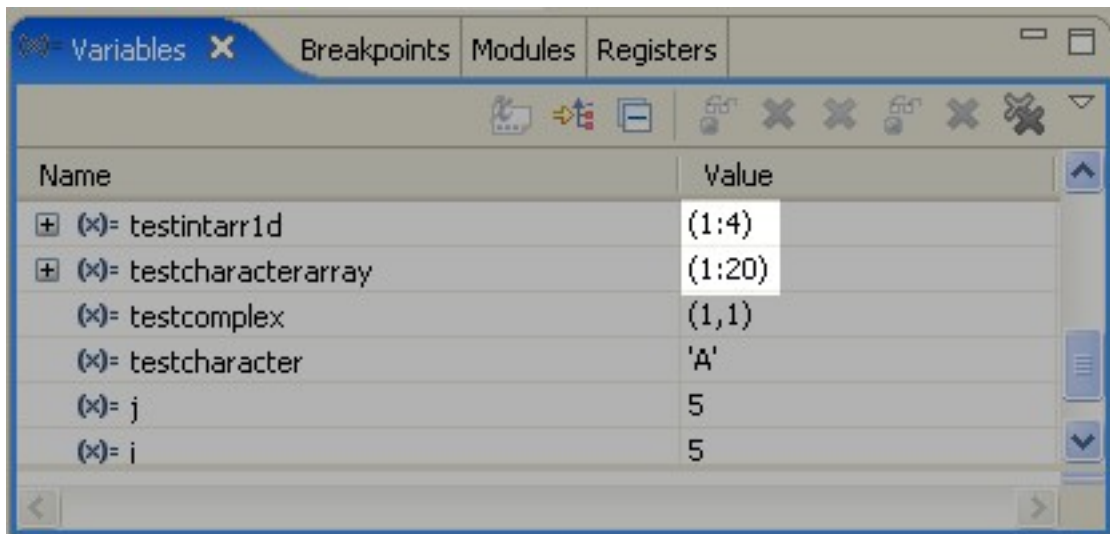 (x)= Variables Breakpoints Modules Registers
Name Value
(x)= testintarr1d (1:4)
(x)= testcharacterarray (1:20)
(x)= testcomplex (1,1)
(x)= testcharacter 'A'
(x)= j 5
(x)= i 5